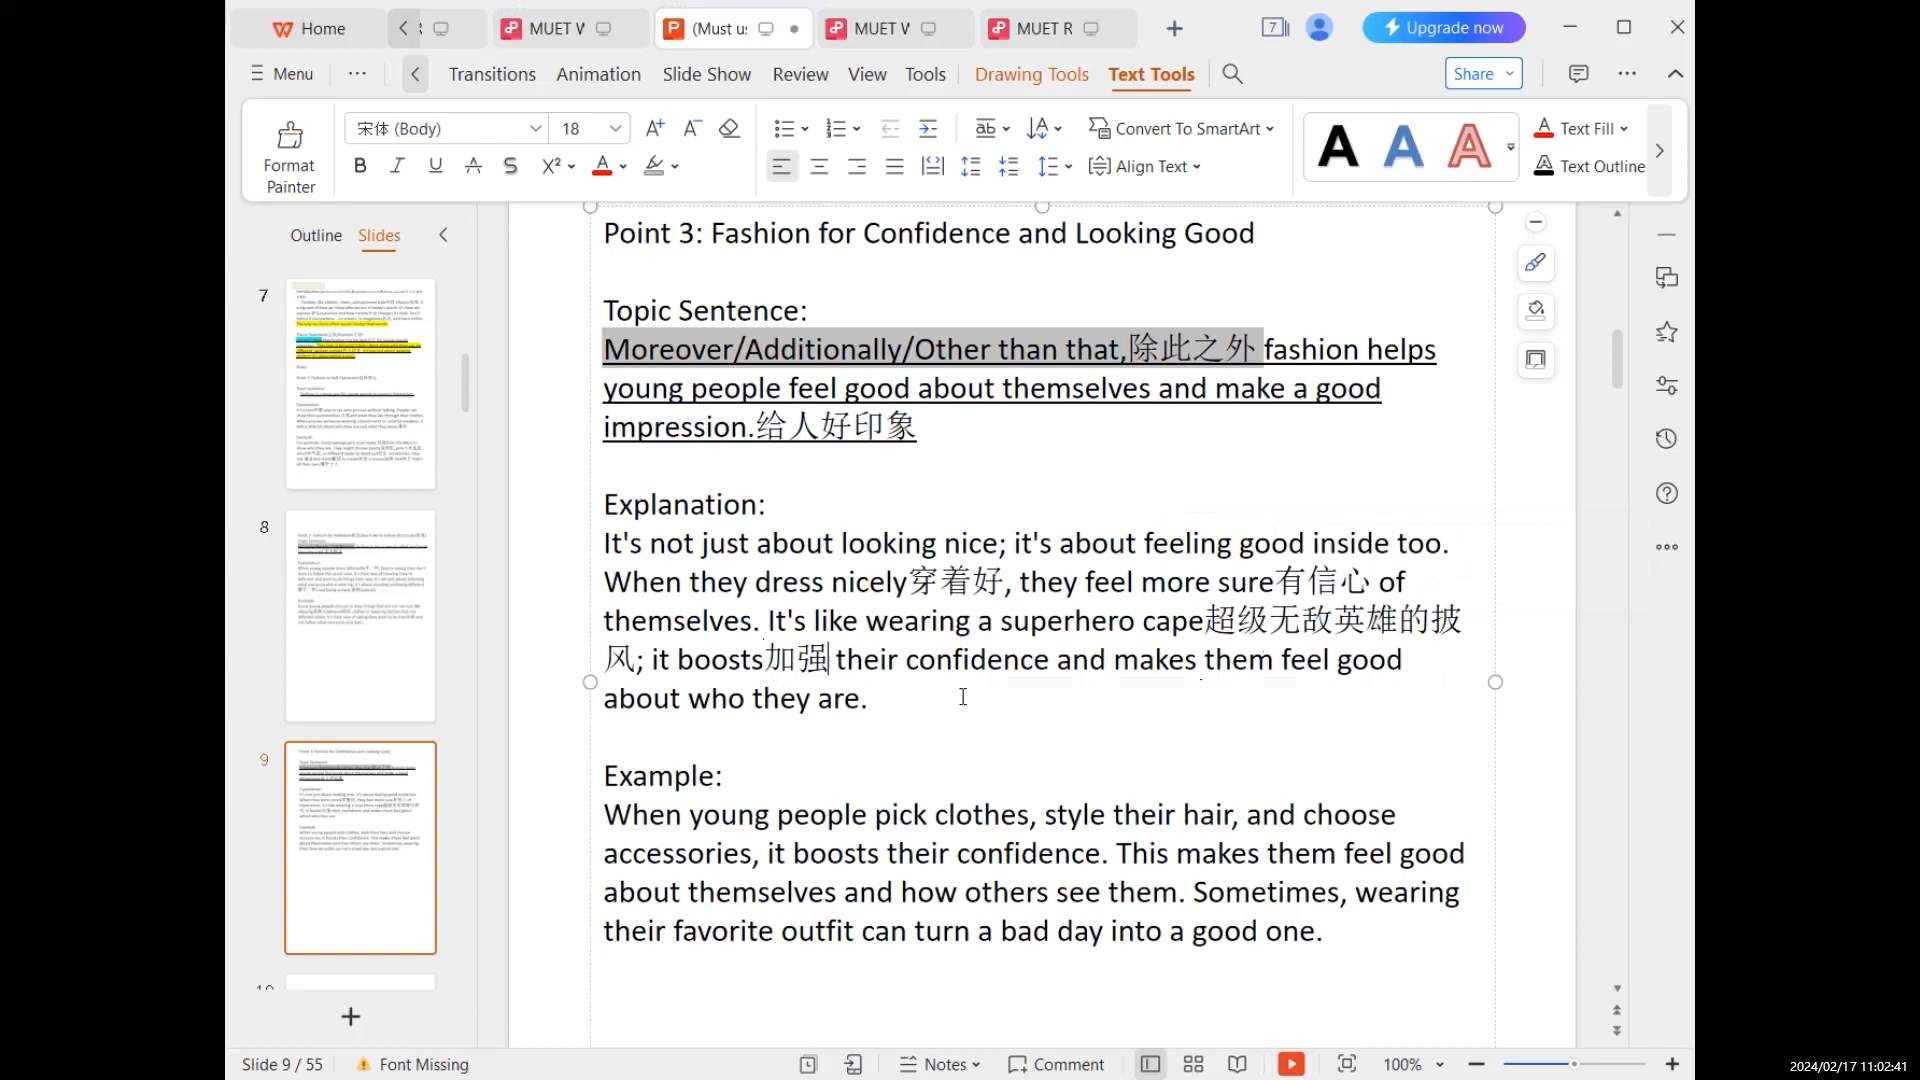 Home
MUET V
(Must u
MUET V
MUET R
7
Upgrade now
Menu
Transitions
Animation
Slide Show
Review
View
Tools
Drawing Tools
Text Tools
Share
Format
Painter
宋体 (Body)
18
Convert To SmartArt
Align Text
Text Fill
Text Outline
Outline
Slides
7
8
9
Point 3: Fashion for Confidence and Looking Good
Topic Sentence:
Moreover/Additionally/Other than that,除此之外 fashion helps
young people feel good about themselves and make a good
impression.给人好印象
Explanation:
It's not just about looking nice; it's about feeling good inside too.
When they dress nicely穿着好, they feel more sure有信心 of
themselves. It's like wearing a superhero cape超级无敌英雄的披
风; it boosts加强 their confidence and makes them feel good
about who they are.
Example:
When young people pick clothes, style their hair, and choose
accessories, it boosts their confidence. This makes them feel good
about themselves and how others see them. Sometimes, wearing
their favorite outfit can turn a bad day into a good one.
Slide 9 / 55
Font Missing
Notes
Comment
100%
2024/02/17 11:02:41